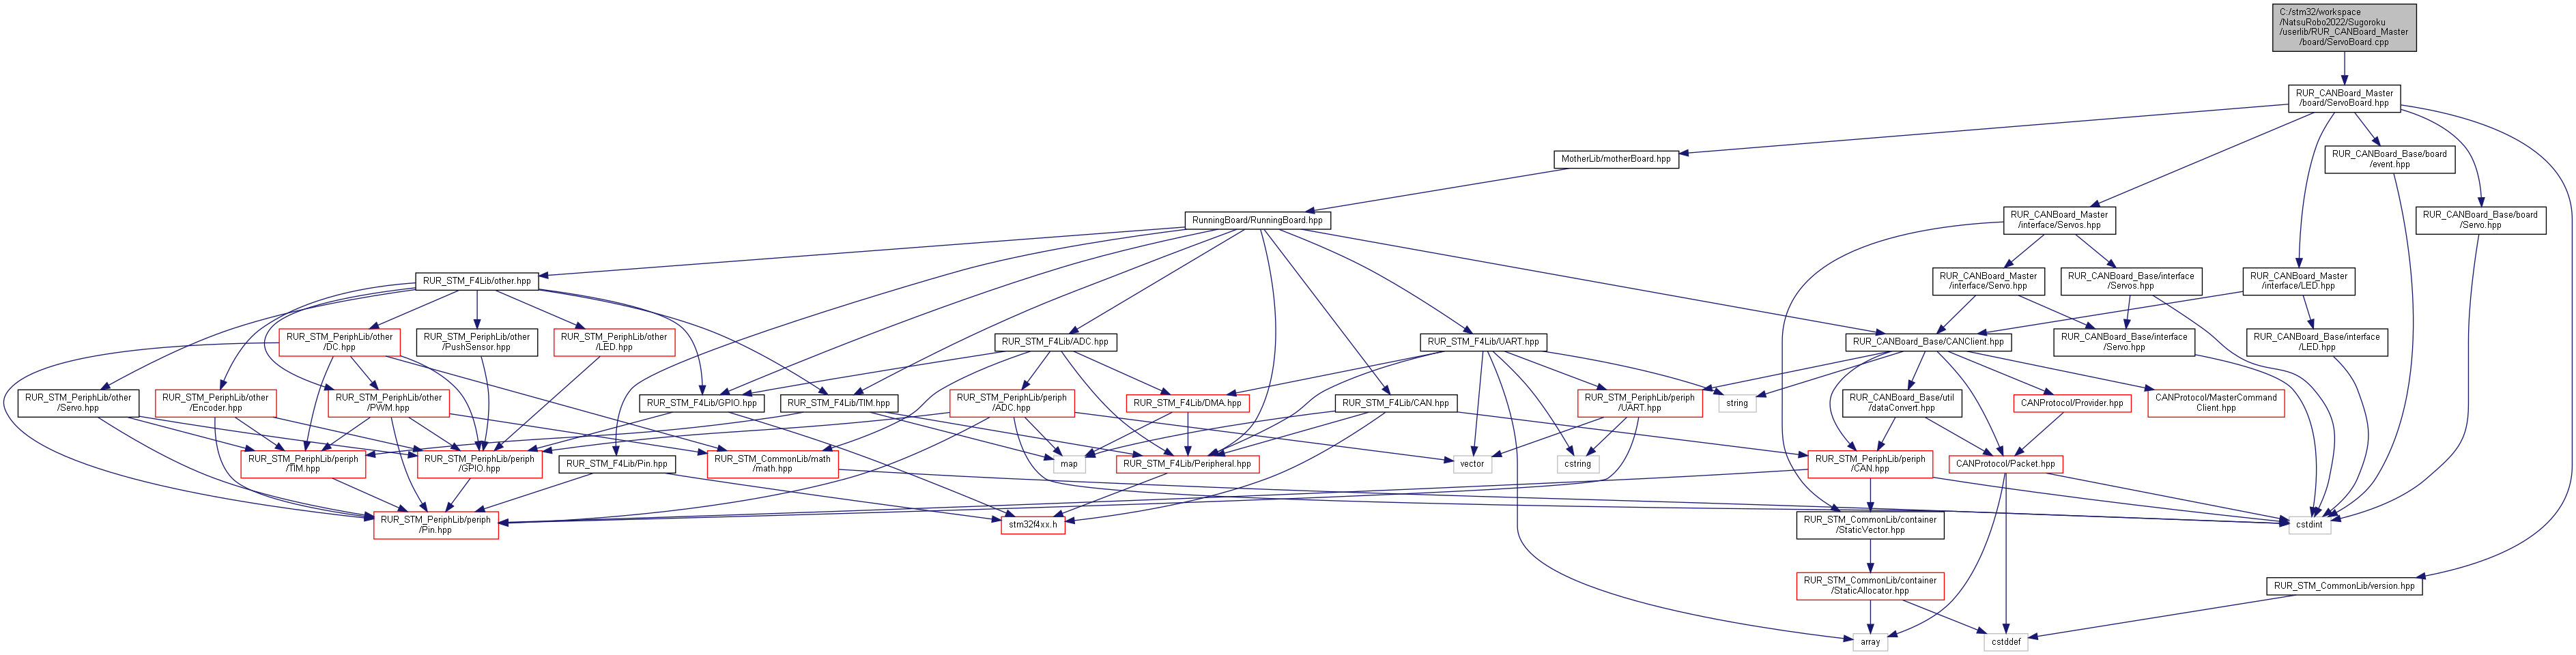 C:/stm32/workspace
/NatsuRobo2022/Sugoroku
/userlib/RUR_CANBoard_Master
/board/ServoBoard.cpp
RUR_CANBoard_Master
/board/ServoBoard.hpp
MotherLib/motherBoard.hpp
RUR_CANBoard_Base/board
/event.hpp
RunningBoard/RunningBoard.hpp
RUR_CANBoard_Master
/interface/Servos.hpp
RUR_CANBoard_Base/board
/Servo.hpp
RUR_STM_F4Lib/other.hpp
RUR_CANBoard_Master
/interface/Servo.hpp
RUR_CANBoard_Base/interface
/Servos.hpp
RUR_CANBoard_Master
/interface/LED.hpp
RUR_STM_PeriphLib/other
/DC.hpp
RUR_STM_PeriphLib/other
/PushSensor.hpp
RUR_STM_PeriphLib/other
/LED.hpp
RUR_STM_F4Lib/ADC.hpp
RUR_STM_F4Lib/UART.hpp
RUR_CANBoard_Base/CANClient.hpp
RUR_CANBoard_Base/interface
/Servo.hpp
RUR_CANBoard_Base/interface
/LED.hpp
RUR_STM_PeriphLib/other
/Servo.hpp
RUR_STM_PeriphLib/other
/Encoder.hpp
RUR_STM_PeriphLib/other
/PWM.hpp
RUR_STM_F4Lib/GPIO.hpp
RUR_STM_F4Lib/TIM.hpp
RUR_STM_PeriphLib/periph
/ADC.hpp
RUR_STM_F4Lib/DMA.hpp
RUR_STM_F4Lib/CAN.hpp
RUR_STM_PeriphLib/periph
/UART.hpp
string
RUR_CANBoard_Base/util
/dataConvert.hpp
CANProtocol/Provider.hpp
CANProtocol/MasterCommand
Client.hpp
RUR_STM_PeriphLib/periph
/TIM.hpp
RUR_STM_PeriphLib/periph
/GPIO.hpp
RUR_STM_F4Lib/Pin.hpp
RUR_STM_CommonLib/math
/math.hpp
map
RUR_STM_F4Lib/Peripheral.hpp
vector
cstring
RUR_STM_PeriphLib/periph
/CAN.hpp
CANProtocol/Packet.hpp
RUR_STM_PeriphLib/periph
/Pin.hpp
stm32f4xx.h
RUR_STM_CommonLib/container
/StaticVector.hpp
cstdint
RUR_STM_CommonLib/container
/StaticAllocator.hpp
RUR_STM_CommonLib/version.hpp
array
cstddef